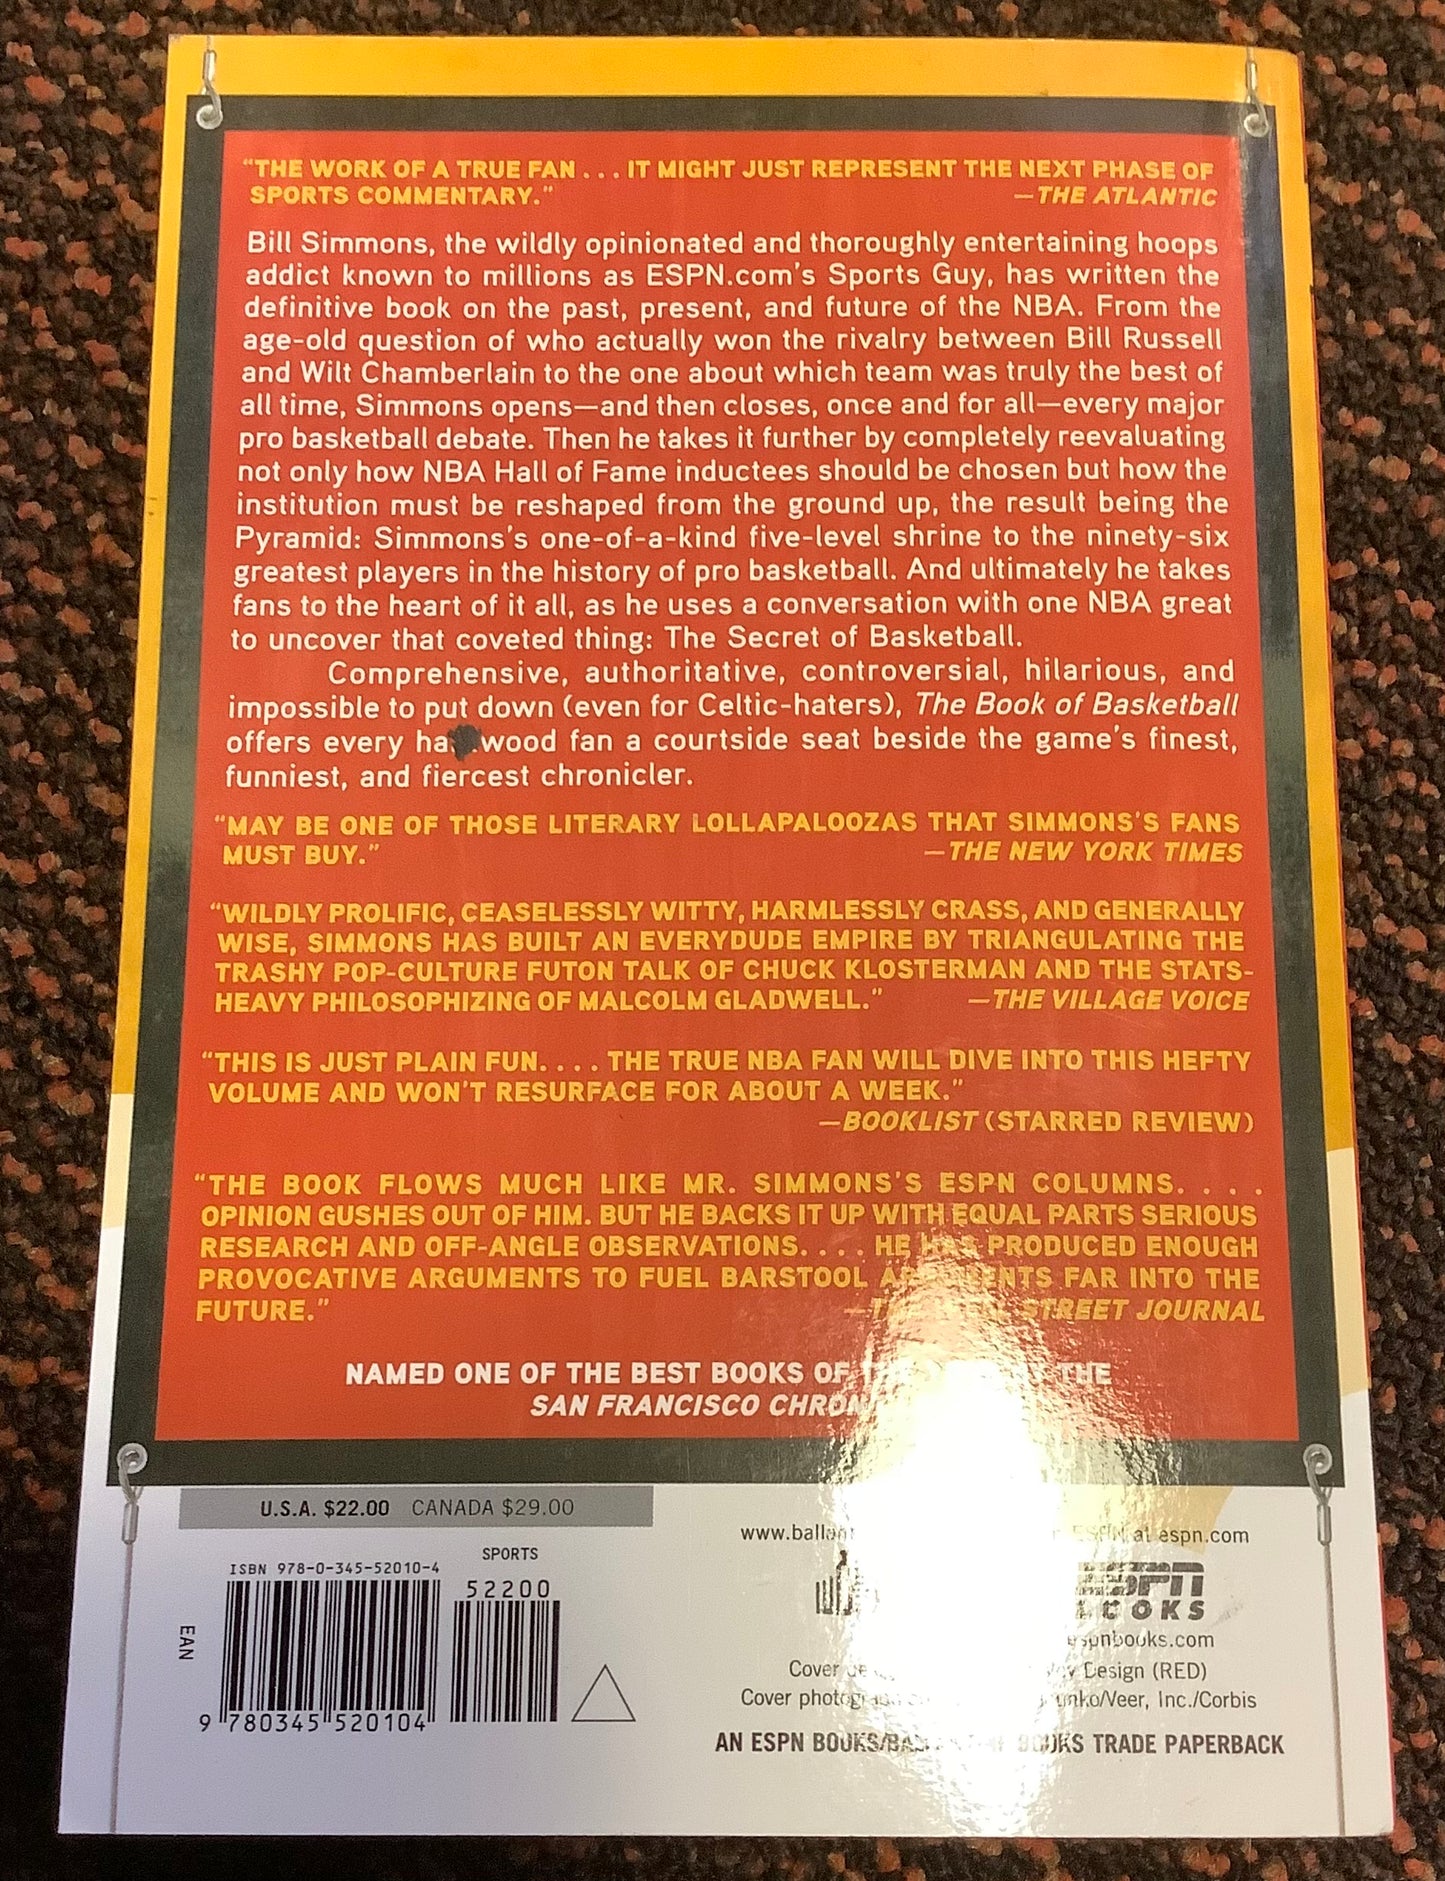 “THE WORK OF A TRUE FAN . . . IT MIGHT JUST REPRESENT THE NEXT PHASE OF
SPORTS COMMENTARY.” —THE ATLANTIC
Bill Simmons, the wildly opinionated and thoroughly entertaining hoops
addict known to millions as ESPN.com’s Sports Guy, has written the
definitive book on the past, present, and future of the NBA. From the
age-old question of who actually won the rivalry between Bill Russell
and Wilt Chamberlain to the one about which team was truly the best of
all time, Simmons opens—and then closes, once and for all—every major
pro basketball debate. Then he takes it further by completely reevaluating
not only how NBA Hall of Fame inductees should be chosen but how the
institution must be reshaped from the ground up, the result being the
Pyramid: Simmons’s one-of-a-kind five-level shrine to the ninety-six
greatest players in the history of pro basketball. And ultimately he takes
fans to the heart of it all, as he uses a conversation with one NBA great
to uncover that coveted thing: The Secret of Basketball.
Comprehensive, authoritative, controversial, hilarious, and
impossible to put down (even for Celtic-haters), The Book of Basketball
offers every fan a courtside seat beside the game’s finest,
funniest, and fiercest chronicler.
“MAY BE ONE OF THOSE LITERARY LOLLAPALOOZAS THAT SIMMONS’S FANS
MUST BUY.” —THE NEW YORK TIMES
“WILDLY PROLIFIC, CEASELESSLY WITTY, HARMLESSLY CRASS, AND GENERALLY
WISE, SIMMONS HAS BUILT AN EVERYDUDE EMPIRE BY TRIANGULATING THE
TRASHY POP-CULTURE FUTON TALK OF CHUCK KLOSTERMAN AND THE STATS-
HEAVY PHILOSOPHIZING OF MALCOLM GLADWELL.” —THE VILLAGE VOICE
“THIS IS JUST PLAIN FUN. . . . THE TRUE NBA FAN WILL DIVE INTO THIS HEFTY
VOLUME AND WON’T RESURFACE FOR ABOUT A WEEK.”
—BOOKLIST (STARRED REVIEW)
“THE BOOK FLOWS MUCH LIKE MR. SIMMONS’S ESPN COLUMNS. . . .
OPINION GUSHES OUT OF HIM. BUT HE BACKS IT UP WITH EQUAL PARTS SERIOUS
RESEARCH AND OFF-ANGLE OBSERVATIONS. . . . HE HAS PRODUCED ENOUGH
PROVOCATIVE ARGUMENTS TO FUEL BARSTOOL ARGUMENTS FAR INTO THE
FUTURE.” STREET JOURNAL
NAMED ONE OF THE BEST BOOKS OF THE
SAN FRANCISCO
U.S.A. $22.00 CANADA $29.00
www. ESPN at espn.com
SPORTS
ISBN 978-0-345-52010-4
52200
EAN
9 780345 520104
ESPN
BOOKS
espnbooks.com
Cover Design (RED)
Cover Inc./Corbis
AN ESPN BOOKS TRADE PAPERBACK